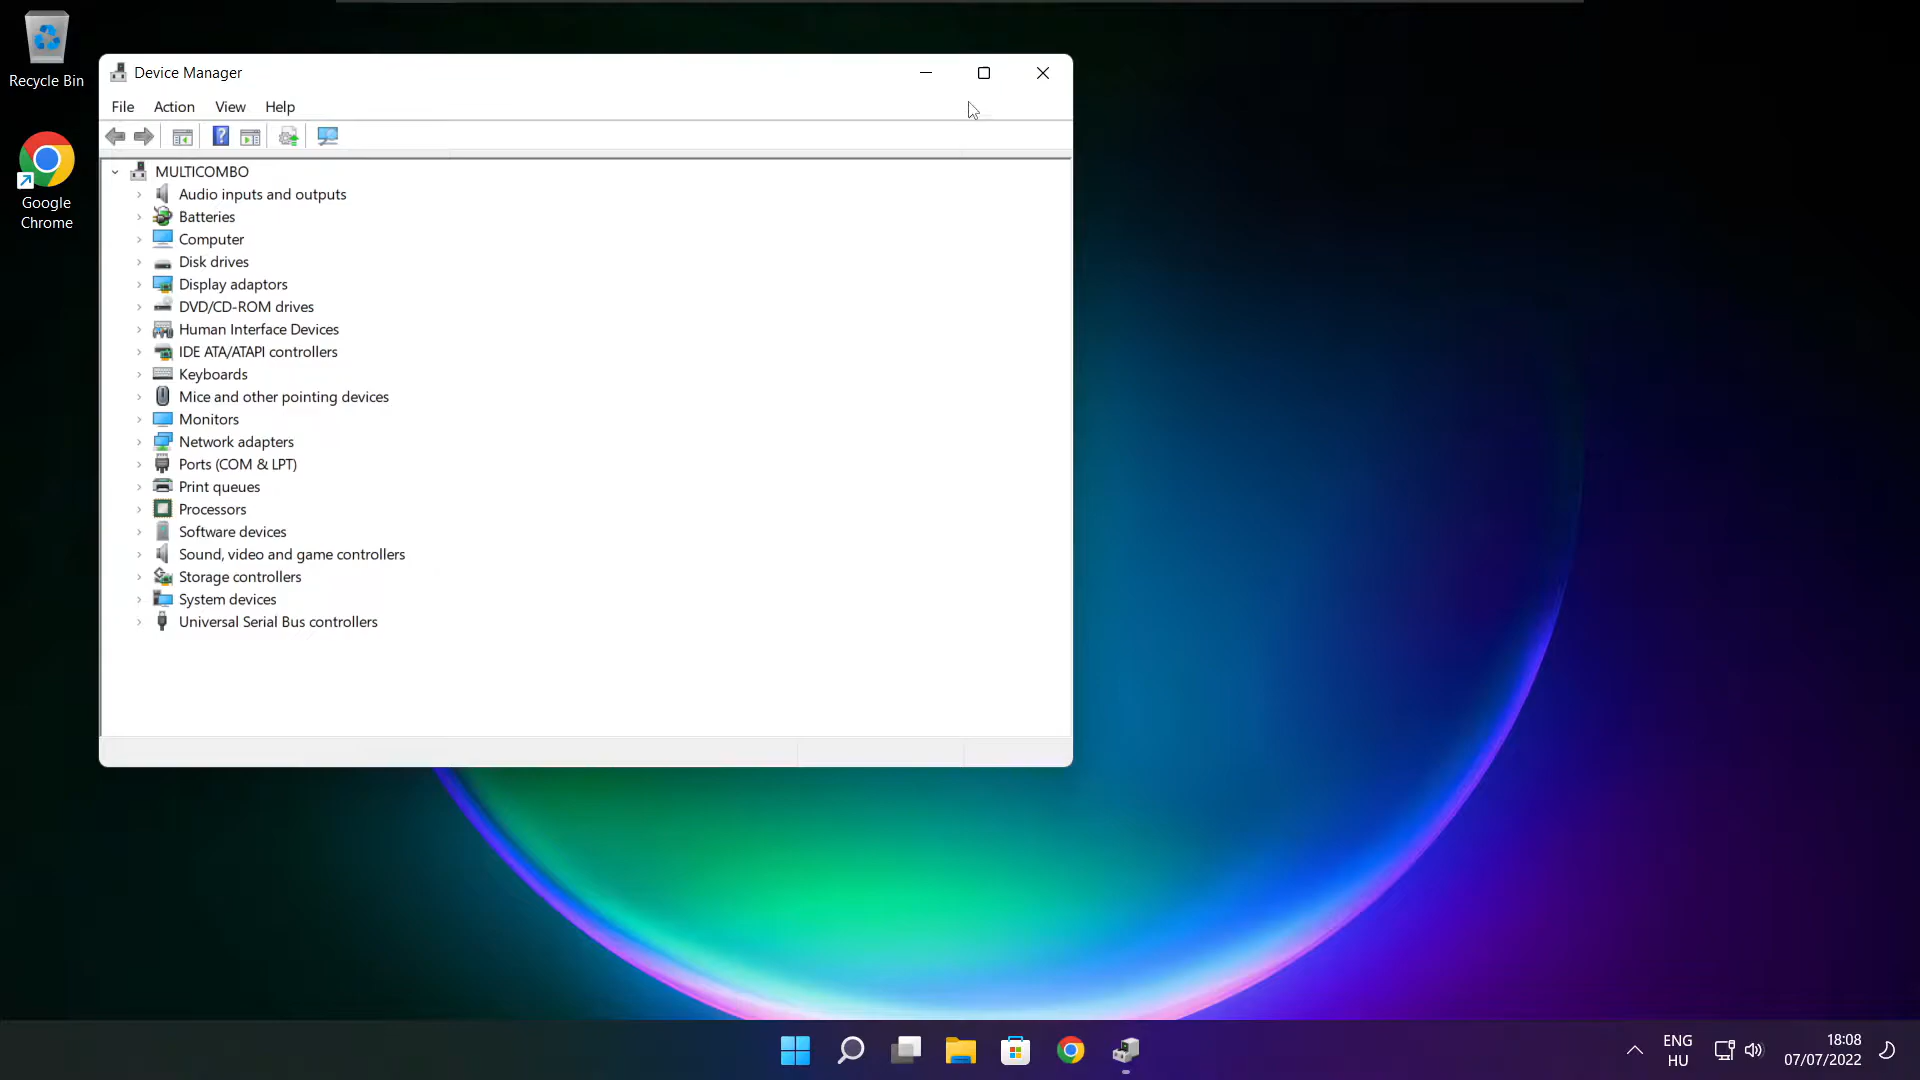 Recycle Bin
Google
Chrome
Device Manager
File Action View Help
MULTICOMBO
Audio inputs and outputs
Batteries
Computer
Disk drives
Display adaptors
DVD/CD-ROM drives
Human Interface Devices
IDE ATA/ATAPI controllers
Keyboards
Mice and other pointing devices
Monitors
Network adapters
Ports (COM & LPT)
Print queues
Processors
Software devices
Sound, video and game controllers
Storage controllers
System devices
Universal Serial Bus controllers
ENG
HU
18:08
07/07/2022